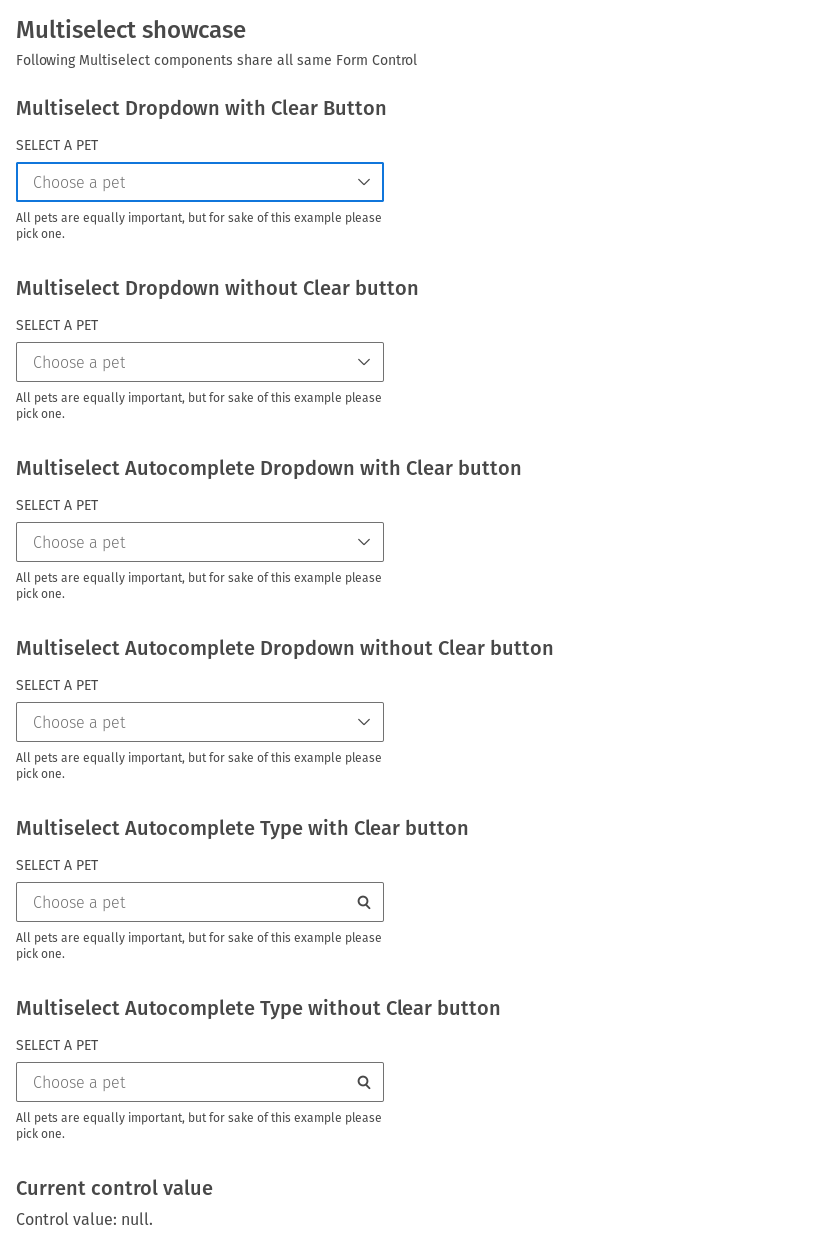 Multiselect showcase
Following Multiselect components share all same Form Control
Multiselect Dropdown with Clear Button
SELECT A PET
Choose a pet
All pets are equally important, but for sake of this example please
pick one.
Multiselect Dropdown without Clear button
SELECT A PET
Choose a pet
All pets are equally important, but for sake of this example please
pick one.
Multiselect Autocomplete Dropdown with Clear button
SELECT A PET
Choose a pet
All pets are equally important, but for sake of this example please
pick one.
Multiselect Autocomplete Dropdown without Clear button
SELECT A PET
Choose a pet
All pets are equally important, but for sake of this example please
pick one.
Multiselect Autocomplete Type with Clear button
SELECT A PET
Choose a pet
All pets are equally important, but for sake of this example please
pick one.
Multiselect Autocomplete Type without Clear button
SELECT A PET
Choose a pet
All pets are equally important, but for sake of this example please
pick one.
Current control value
Control value: null.